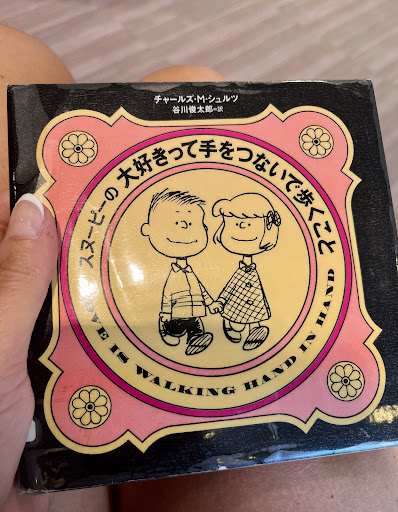 チャールズ・M・シュルツ
谷川俊太郎=訳
スヌーピーの 大好きって手をつないで歩くこと
VE IS WALKING HAND IN HAND